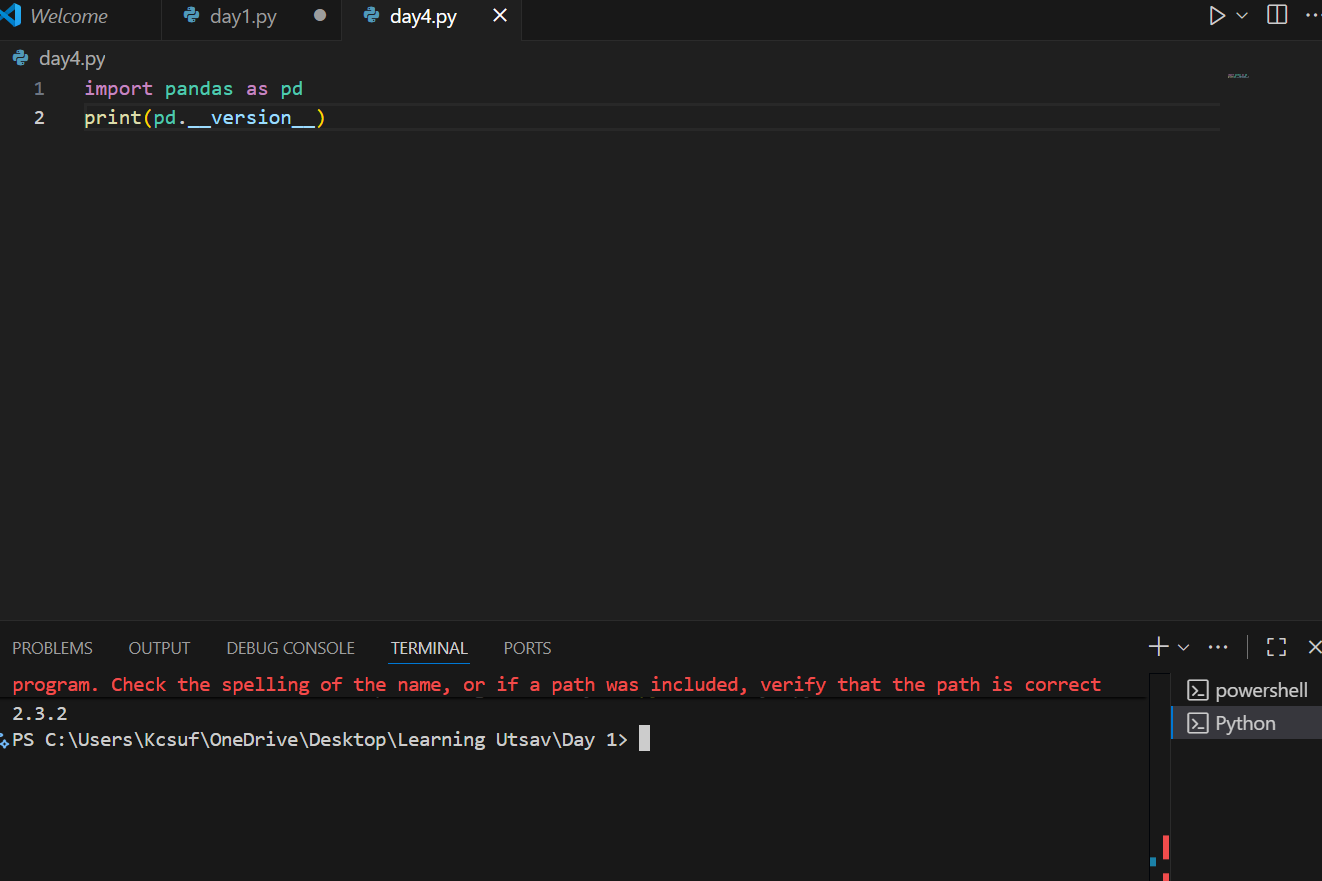 Welcome
day1.py
day4.py
day4.py
1 import pandas as pd
2 print(pd.__version__)
PROBLEMS OUTPUT DEBUG CONSOLE TERMINAL PORTS
program. Check the spelling of the name, or if a path was included, verify that the path is correct
2.3.2
PS C:\Users\Kcsuf\OneDrive\Desktop\Learning Utsav\Day 1>
powershell
Python